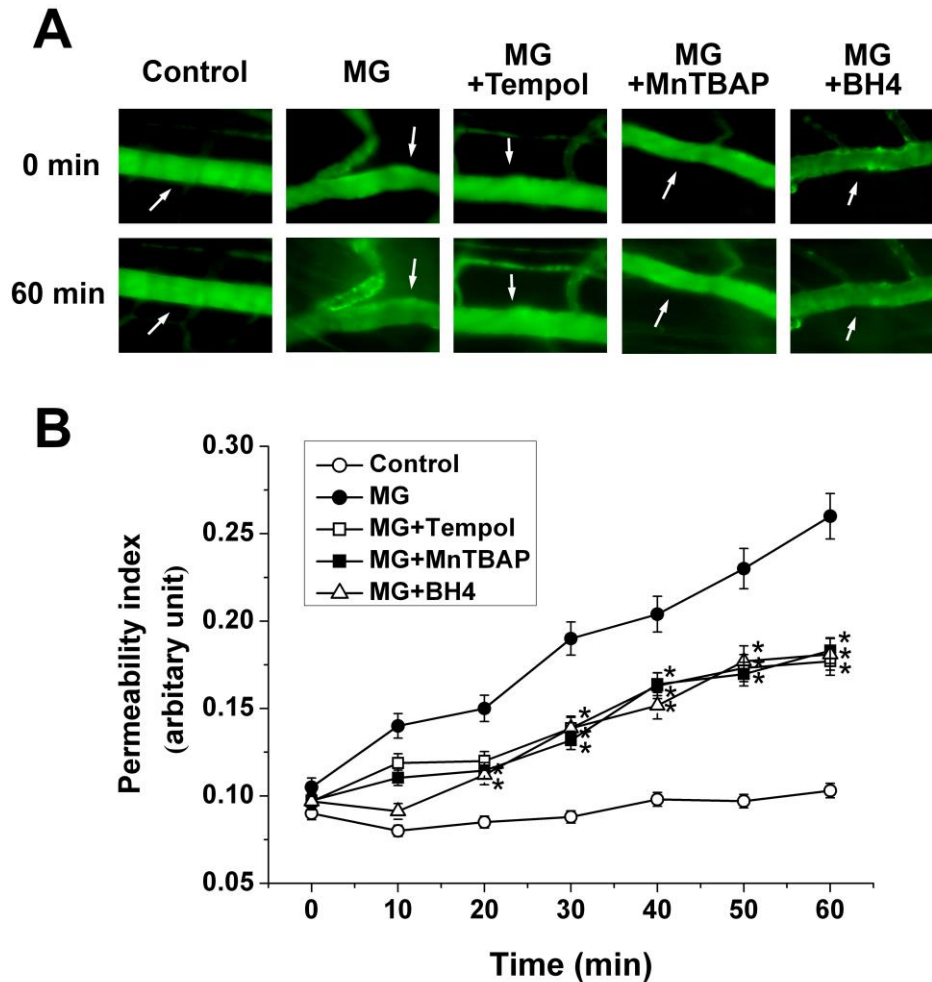 A
Control
MG
MG
+Tempol
MG
+MnTBAP
MG
+BH4
0 min
60 min
B
Permeability index
(arbitary unit)
0.30
0.25
0.20
0.15
0.10
0.05
Control
MG
MG+Tempol
MG+MnTBAP
MG+BH4
* * *
* * *
* * *
* * *
* *
0 10 20 30 40 50 60
Time (min)